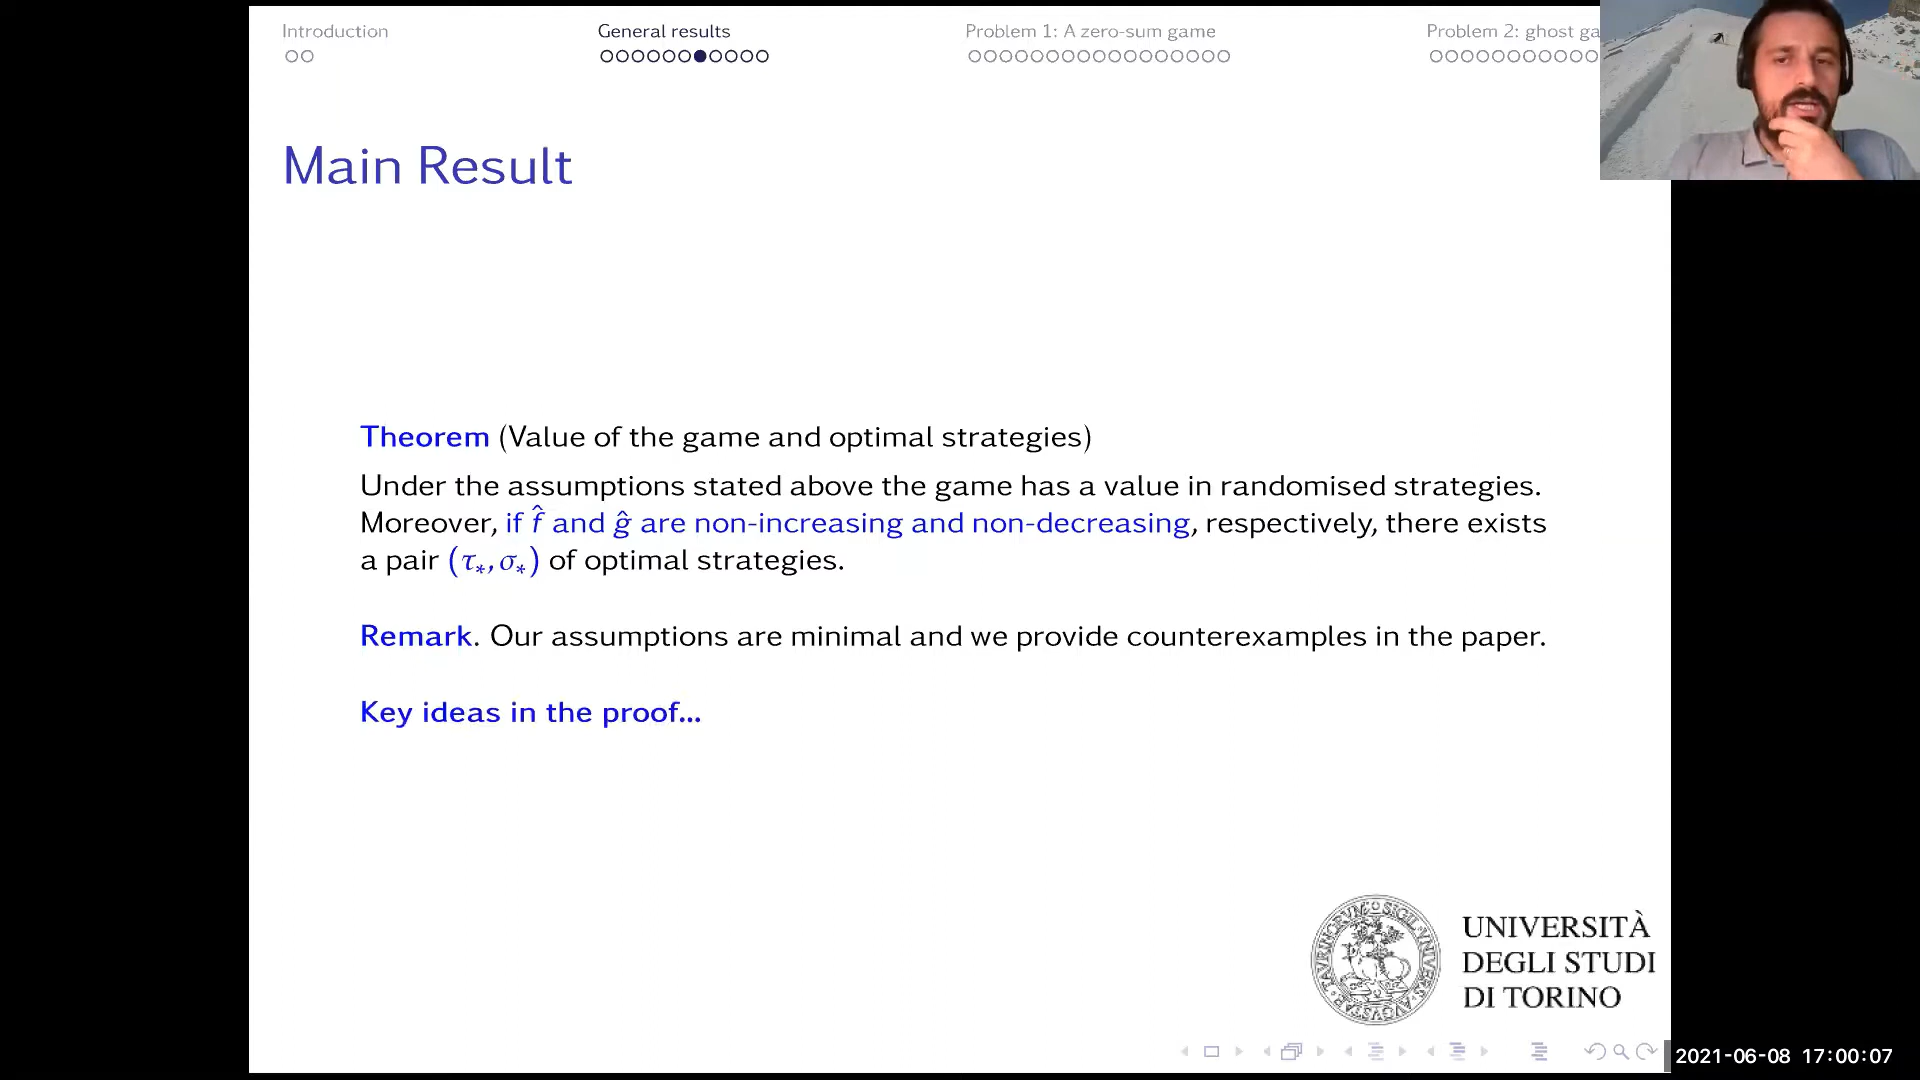 Introduction
General results
Problem 1: A zero-sum game
Problem 2: ghost ga
Main Result
Theorem (Value of the game and optimal strategies)
Under the assumptions stated above the game has a value in randomised strategies.
Moreover, if f̂ and ĝ are non-increasing and non-decreasing, respectively, there exists
a pair (τ*, σ*) of optimal strategies.
Remark. Our assumptions are minimal and we provide counterexamples in the paper.
Key ideas in the proof...
UNIVERSITÀ
DEGLI STUDI
DI TORINO
2021-06-08 17:00:07